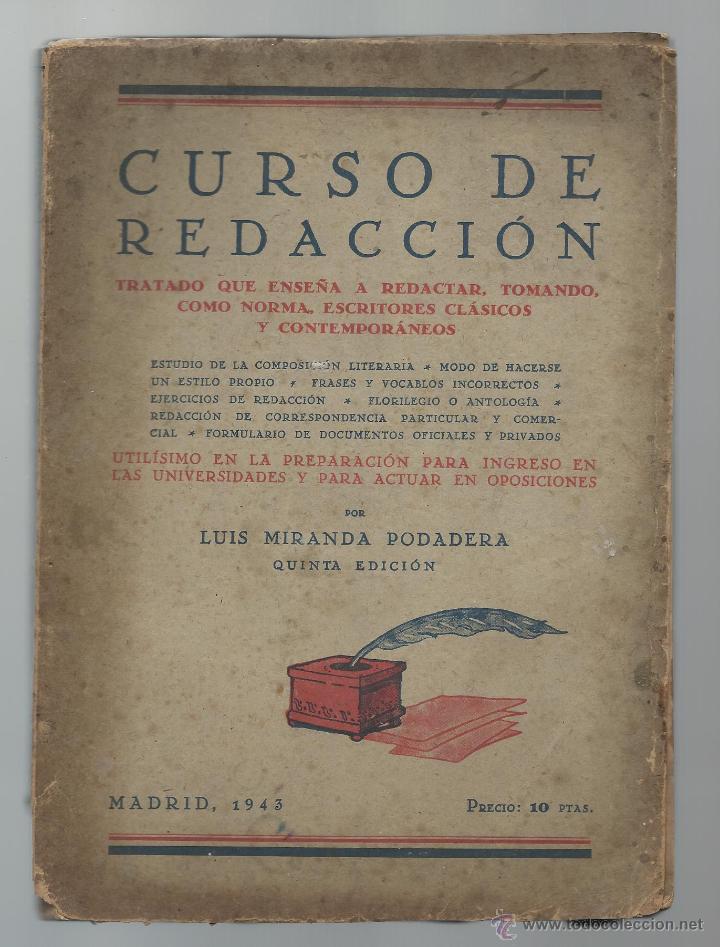 CURSO DE
REDACCIÓN
TRATADO QUE ENSEÑA A REDACTAR, TOMANDO,
COMO NORMA, ESCRITORES CLÁSICOS
Y CONTEMPORÁNEOS
ESTUDIO DE LA COMPOSICIÓN LITERARIA * MODO DE HACERSE
UN ESTILO PROPIO * FRASES Y VOCABLOS INCORRECTOS *
EJERCICIOS DE REDACCIÓN * FLORILEGIO O ANTOLOGÍA *
REDACCIÓN DE CORRESPONDENCIA PARTICULAR Y COMER-
CIAL * FORMULARIO DE DOCUMENTOS OFICIALES Y PRIVADOS
UTILÍSIMO EN LA PREPARACIÓN PARA INGRESO EN
LAS UNIVERSIDADES Y PARA ACTUAR EN OPOSICIONES
POR
LUIS MIRANDA PODADERA
QUINTA EDICIÓN
MADRID, 1943 PRECIO: 10 PTAS.
todocoleccion
www.todocoleccion.net